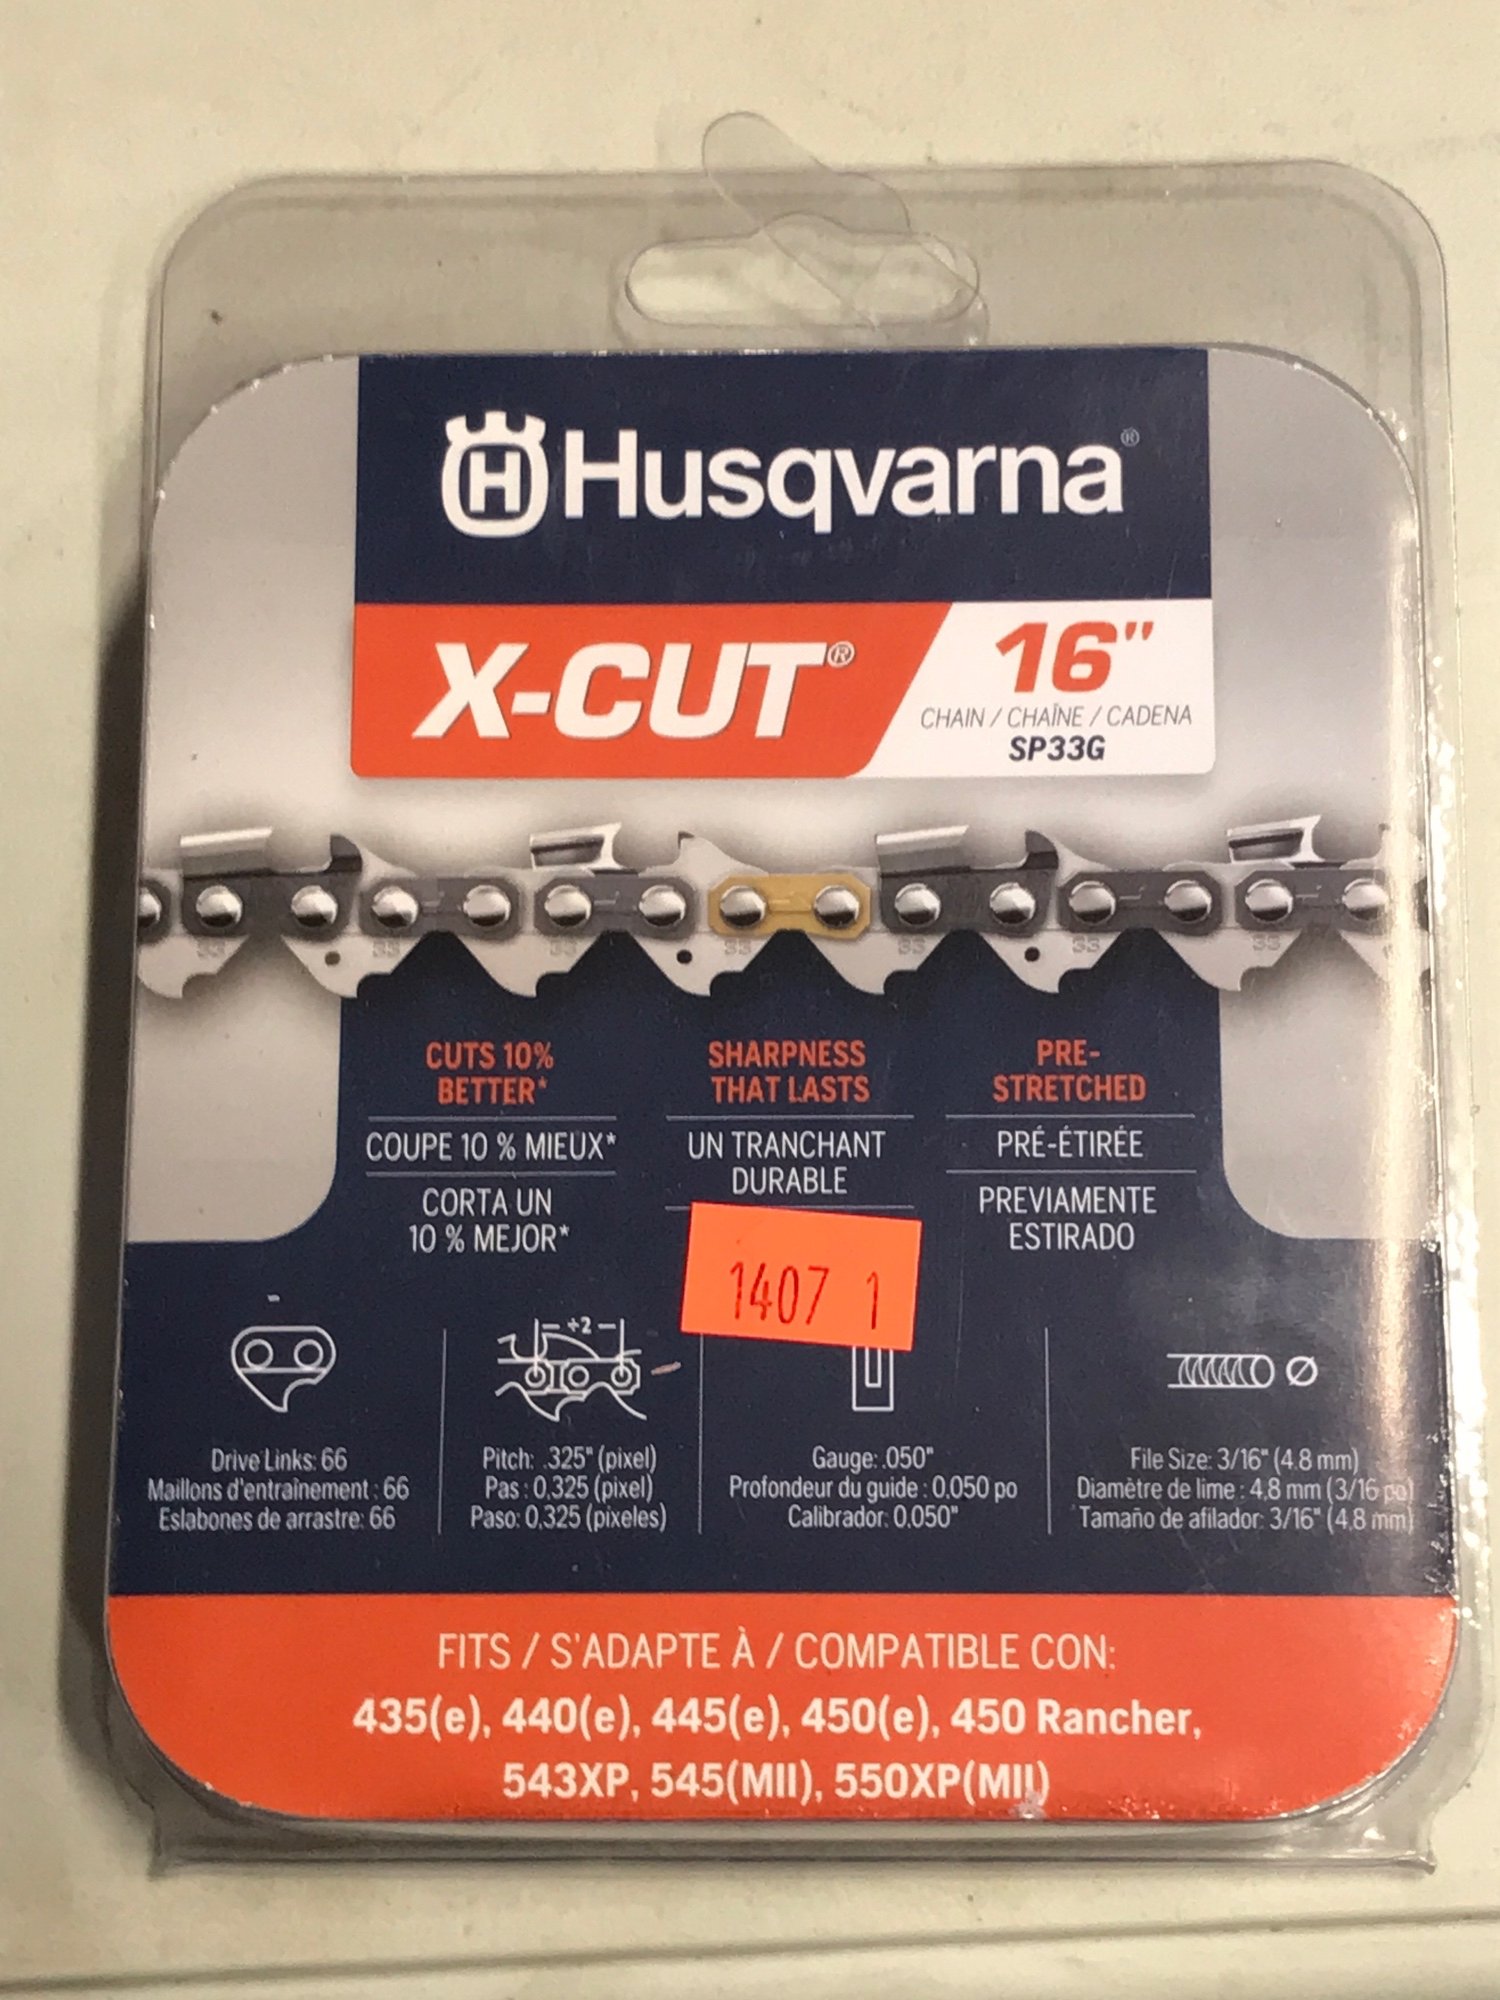 Husqvarna®
X-CUT®
16"
CHAIN / CHAÎNE / CADENA
SP33G
CUTS 10%
BETTER*
COUPE 10 % MIEUX*
CORTA UN
10 % MEJOR*
SHARPNESS
THAT LASTS
UN TRANCHANT
DURABLE
PRE-
STRETCHED
PRÉ-ÉTIRÉE
PREVIAMENTE
ESTIRADO
1407 1
÷2
Drive Links: 66
Maillons d'entraînement : 66
Eslabones de arrastre: 66
Pitch: .325" (pixel)
Pas : 0,325 (pixel)
Paso: 0,325 (pixeles)
Gauge: .050"
Profondeur du guide : 0,050 po
Calibrador: 0,050"
Ø
File Size: 3/16" (4.8 mm)
Diamètre de lime : 4,8 mm (3/16 po)
Tamaño de afilador: 3/16" (4,8 mm)
FITS / S'ADAPTE À / COMPATIBLE CON:
435(e), 440(e), 445(e), 450(e), 450 Rancher,
543XP, 545(MII), 550XP(MII)